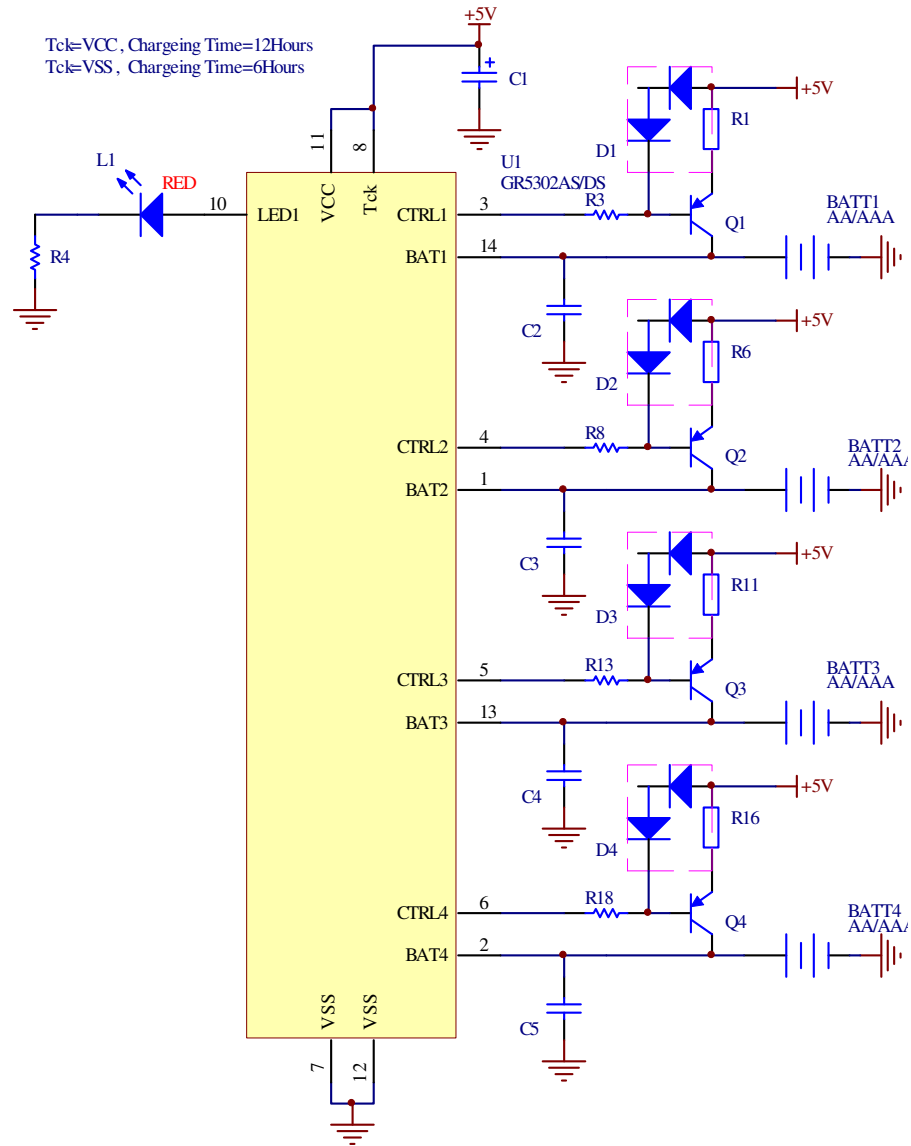 +5V
Tck=VCC, Chargeing Time=12Hours
Tck=VSS, Chargeing Time=6Hours
C1
+5V
R1
D1
L1
RED
11
8
U1
GR5302AS/DS
10
LED1
VCC
Tck
CTRL1
3
R3
Q1
BATT1
AA/AAA
R4
BAT1
14
C2
+5V
R6
D2
CTRL2
4
R8
Q2
BATT2
AA/AAA
BAT2
1
C3
+5V
R11
D3
CTRL3
5
R13
Q3
BATT3
AA/AAA
BAT3
13
C4
+5V
R16
D4
CTRL4
6
R18
Q4
BATT4
AA/AAA
BAT4
2
C5
VSS
VSS
7
12